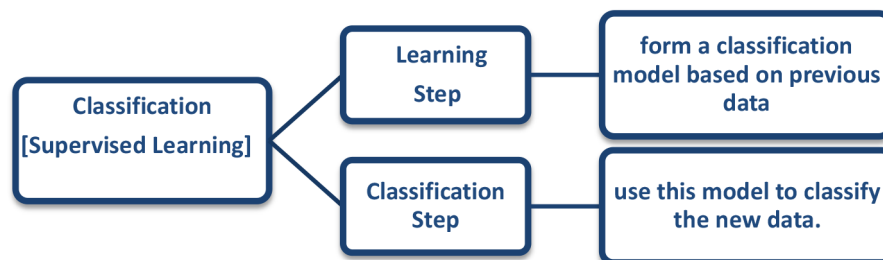 Classification
[Supervised Learning]
Learning
Step
form a classification
model based on previous
data
Classification
Step
use this model to classify
the new data.